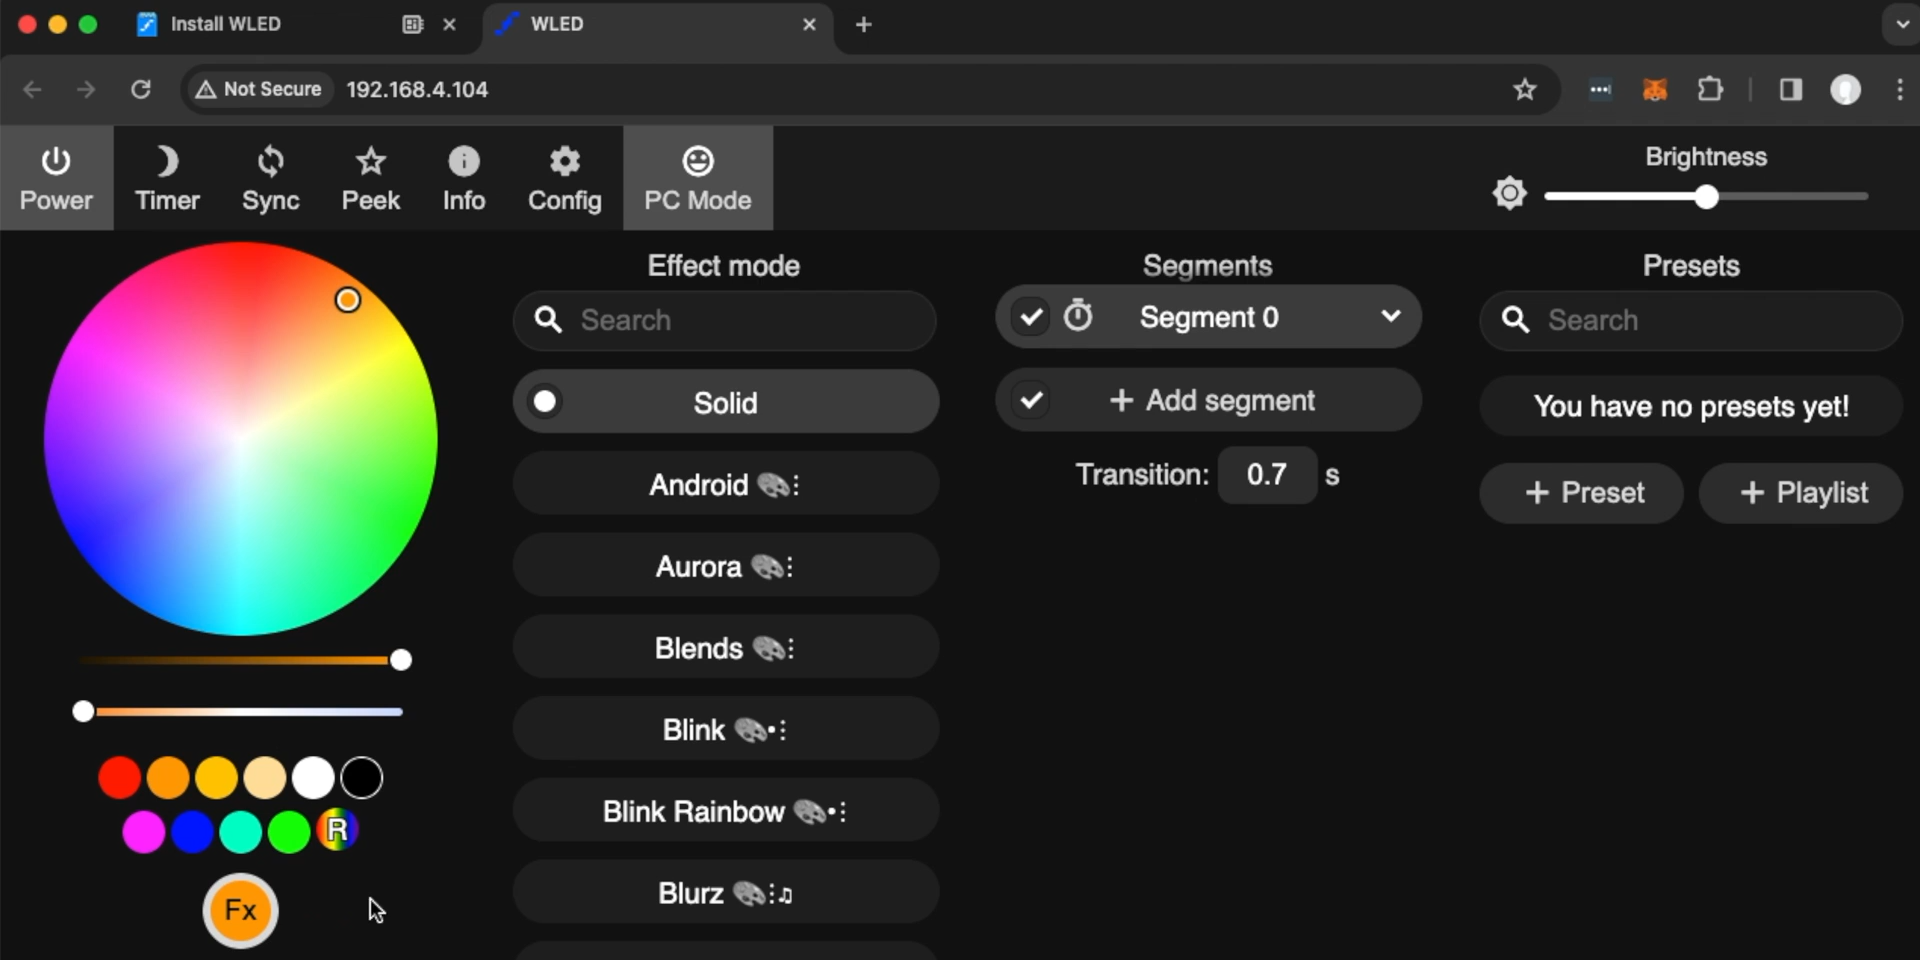 Install WLED
WLED
Not Secure
192.168.4.104
Power
Timer
Sync
Peek
Info
Config
PC Mode
Brightness
Effect mode
Search
Solid
Android
Aurora
Blends
Blink
Blink Rainbow
Blurz
Segments
Segment 0
+ Add segment
Transition: 0.7 s
Presets
Search
You have no presets yet!
+ Preset
+ Playlist
R
Fx